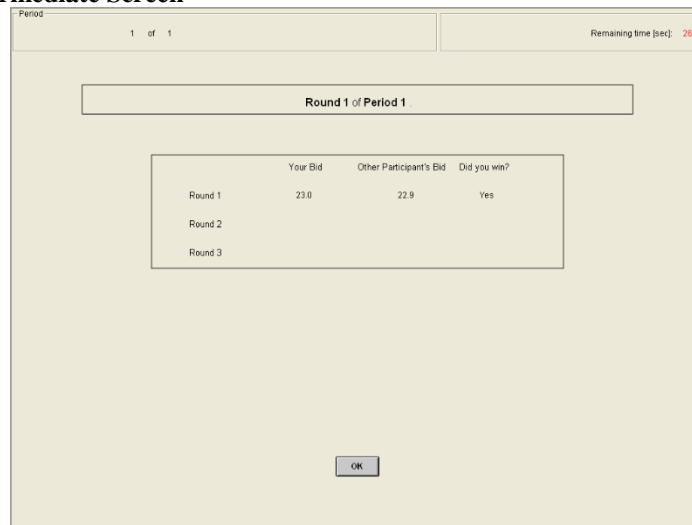 Period
1 of 1
Remaining time [sec]: 26
Round 1 of Period 1 .
Your Bid Other Participant's Bid Did you win?
Round 1 23.0 22.9 Yes
Round 2
Round 3
OK